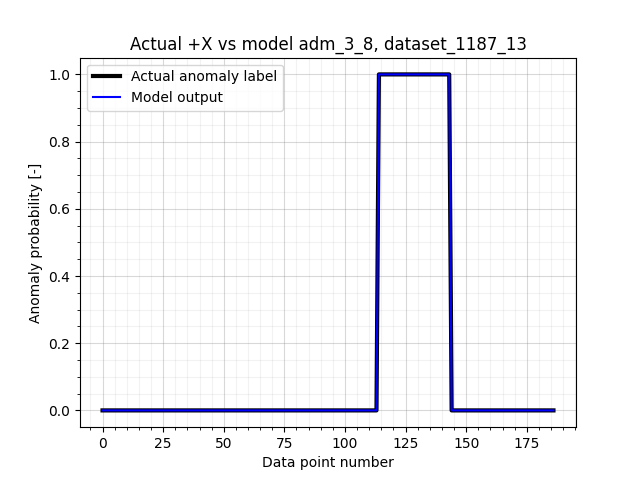 Actual +X vs model adm_3_8, dataset_1187_13
Actual anomaly label
Model output
Anomaly probability [-]
1.0
0.8
0.6
0.4
0.2
0.0
0 25 50 75 100 125 150 175
Data point number